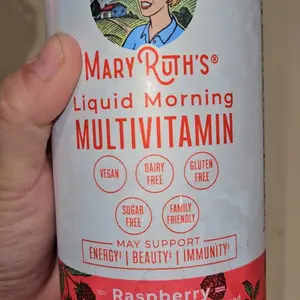 MARY RUTH'S®
Liquid Morning
MULTIVITAMIN
VEGAN
DAIRY
FREE
GLUTEN
FREE
SUGAR
FREE
FAMILY
FRIENDLY
MAY SUPPORT
ENERGY‡ | BEAUTY‡ | IMMUNITY‡
Raspberry